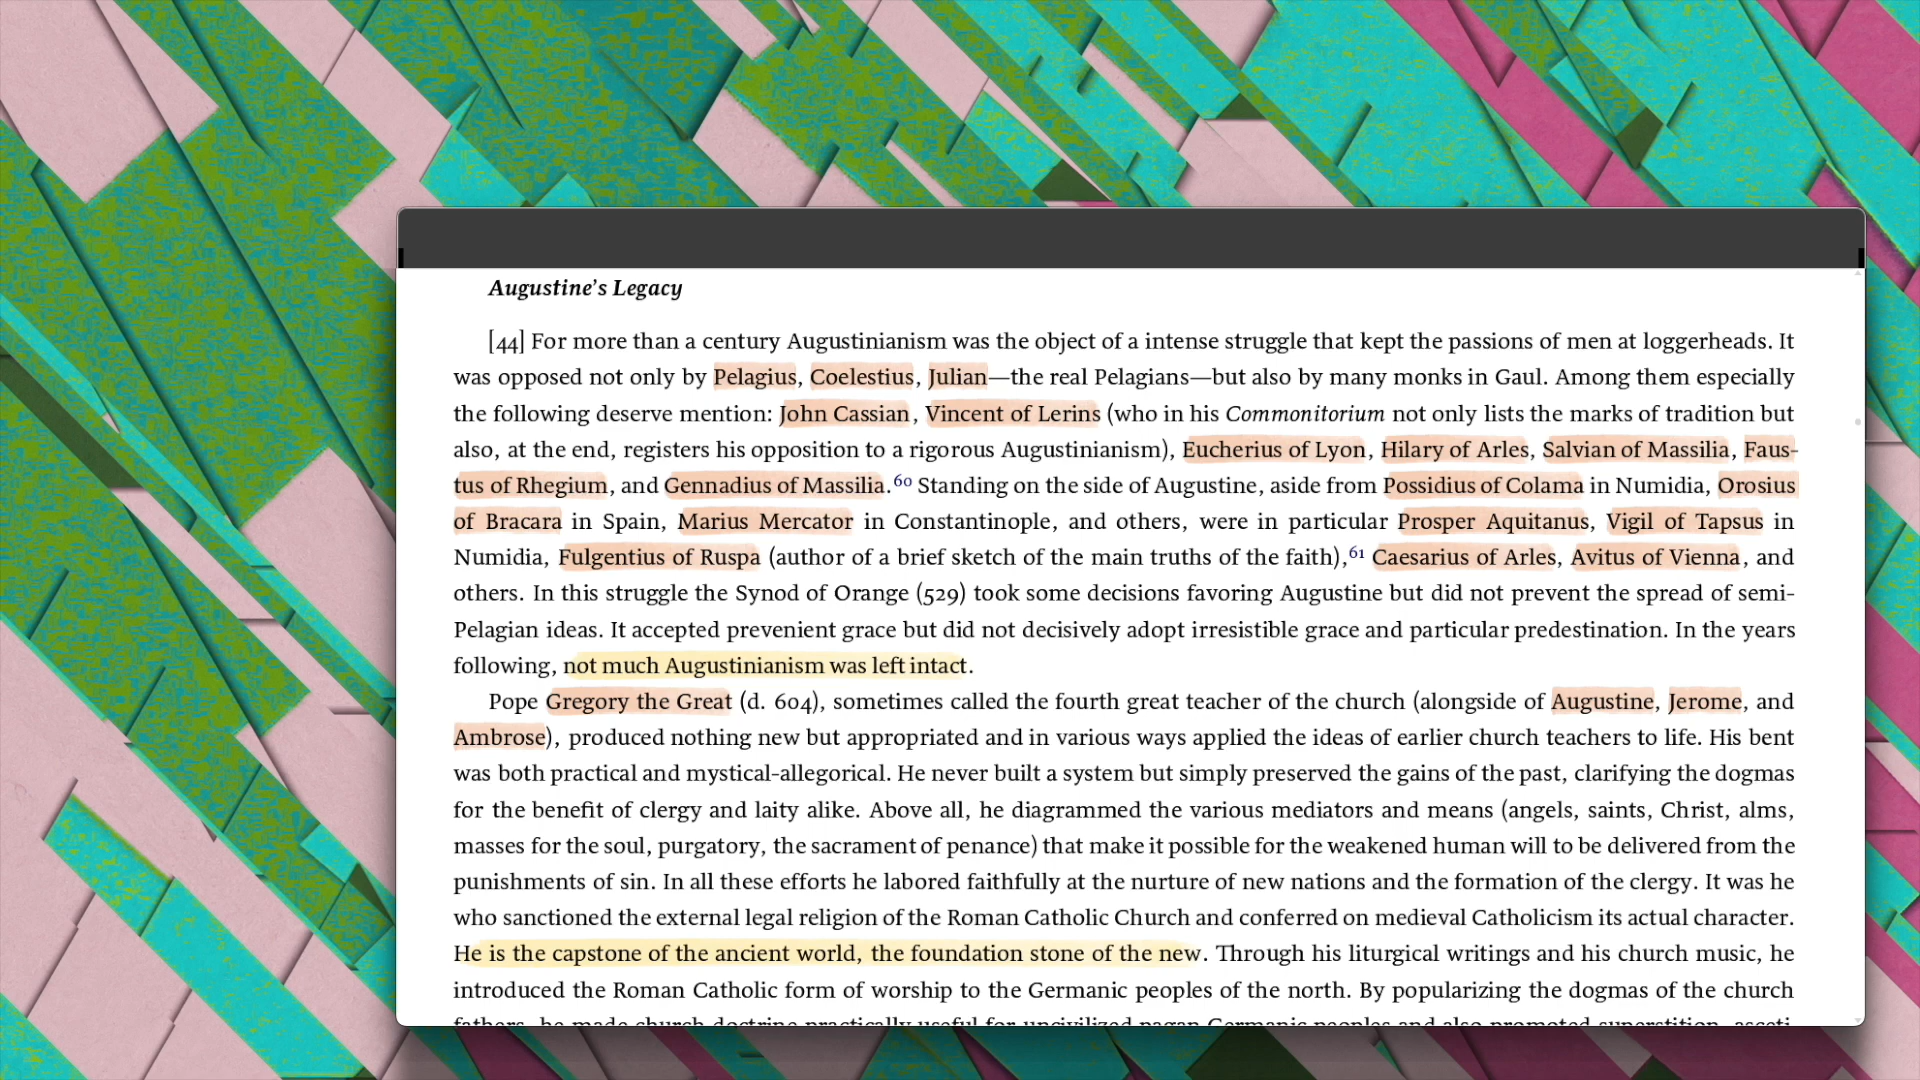 Augustine’s Legacy
[44] For more than a century Augustinianism was the object of a intense struggle that kept the passions of men at loggerheads. It
was opposed not only by Pelagius, Coelestius, Julian—the real Pelagians—but also by many monks in Gaul. Among them especially
the following deserve mention: John Cassian, Vincent of Lerins (who in his Commonitorium not only lists the marks of tradition but
also, at the end, registers his opposition to a rigorous Augustinianism), Eucherius of Lyon, Hilary of Arles, Salvian of Massilia, Faus-
tus of Rhegium, and Gennadius of Massilia.60 Standing on the side of Augustine, aside from Possidius of Colama in Numidia, Orosius
of Bracara in Spain, Marius Mercator in Constantinople, and others, were in particular Prosper Aquitanus, Vigil of Tapsus in
Numidia, Fulgentius of Ruspa (author of a brief sketch of the main truths of the faith),61 Caesarius of Arles, Avitus of Vienna, and
others. In this struggle the Synod of Orange (529) took some decisions favoring Augustine but did not prevent the spread of semi-
Pelagian ideas. It accepted prevenient grace but did not decisively adopt irresistible grace and particular predestination. In the years
following, not much Augustinianism was left intact.
Pope Gregory the Great (d. 604), sometimes called the fourth great teacher of the church (alongside of Augustine, Jerome, and
Ambrose), produced nothing new but appropriated and in various ways applied the ideas of earlier church teachers to life. His bent
was both practical and mystical-allegorical. He never built a system but simply preserved the gains of the past, clarifying the dogmas
for the benefit of clergy and laity alike. Above all, he diagrammed the various mediators and means (angels, saints, Christ, alms,
masses for the soul, purgatory, the sacrament of penance) that make it possible for the weakened human will to be delivered from the
punishments of sin. In all these efforts he labored faithfully at the nurture of new nations and the formation of the clergy. It was he
who sanctioned the external legal religion of the Roman Catholic Church and conferred on medieval Catholicism its actual character.
He is the capstone of the ancient world, the foundation stone of the new. Through his liturgical writings and his church music, he
introduced the Roman Catholic form of worship to the Germanic peoples of the north. By popularizing the dogmas of the church
fathers, he made church doctrine practically useful for uncivilized pagan Germanic peoples and also promoted superstition, asceti-